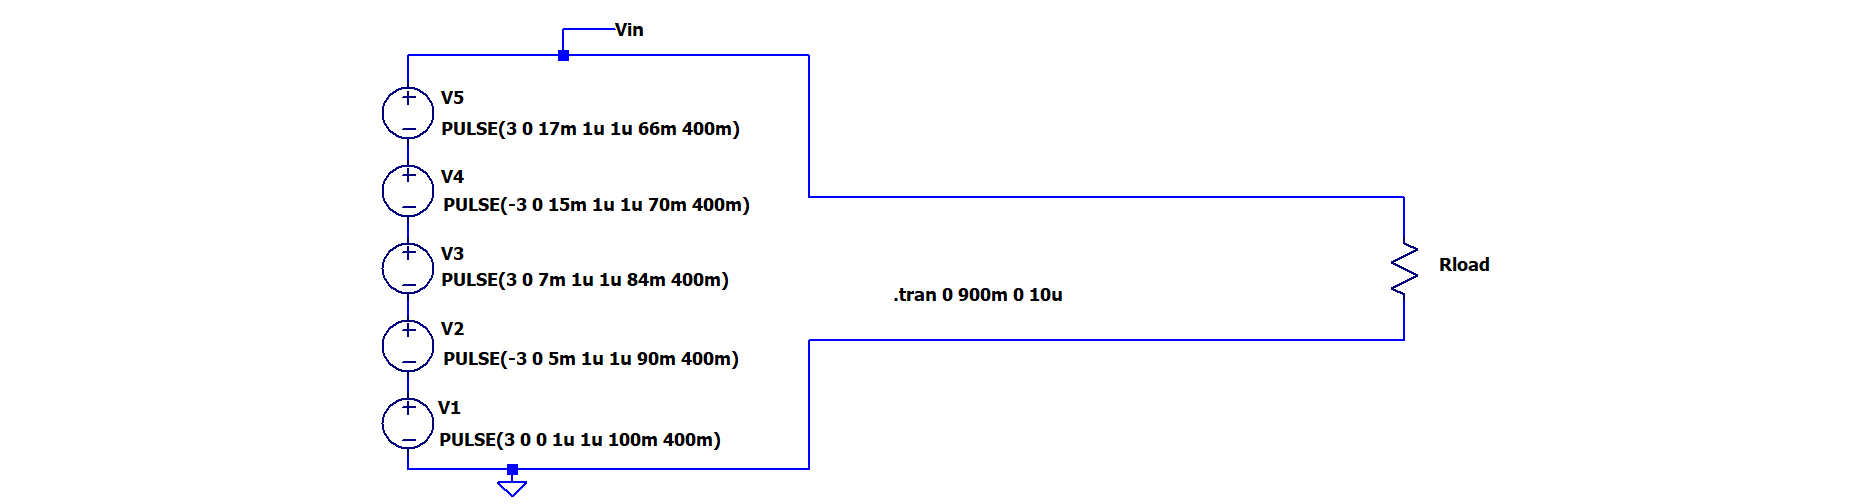 Vin
V5
PULSE(3 0 17m 1u 1u 66m 400m)
V4
PULSE(-3 0 15m 1u 1u 70m 400m)
V3
PULSE(3 0 7m 1u 1u 84m 400m)
Rload
.tran 0 900m 0 10u
V2
PULSE(-3 0 5m 1u 1u 90m 400m)
V1
PULSE(3 0 0 1u 1u 100m 400m)